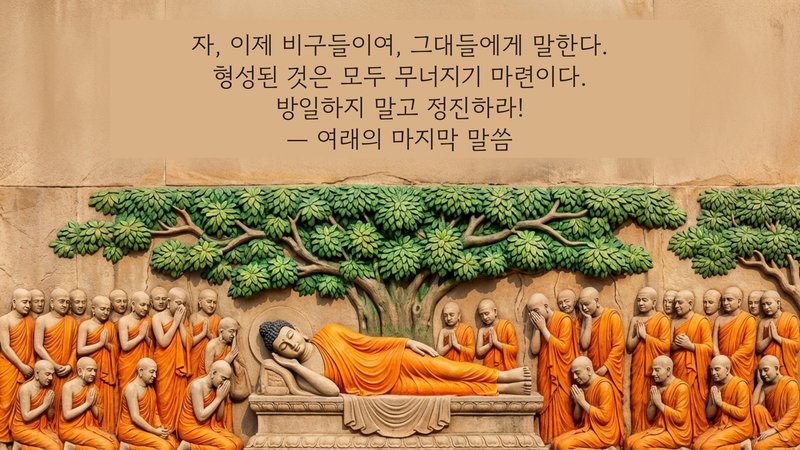 자, 이제 비구들이여, 그대들에게 말한다.
형성된 것은 모두 무너지기 마련이다.
방일하지 말고 정진하라!
— 여래의 마지막 말씀